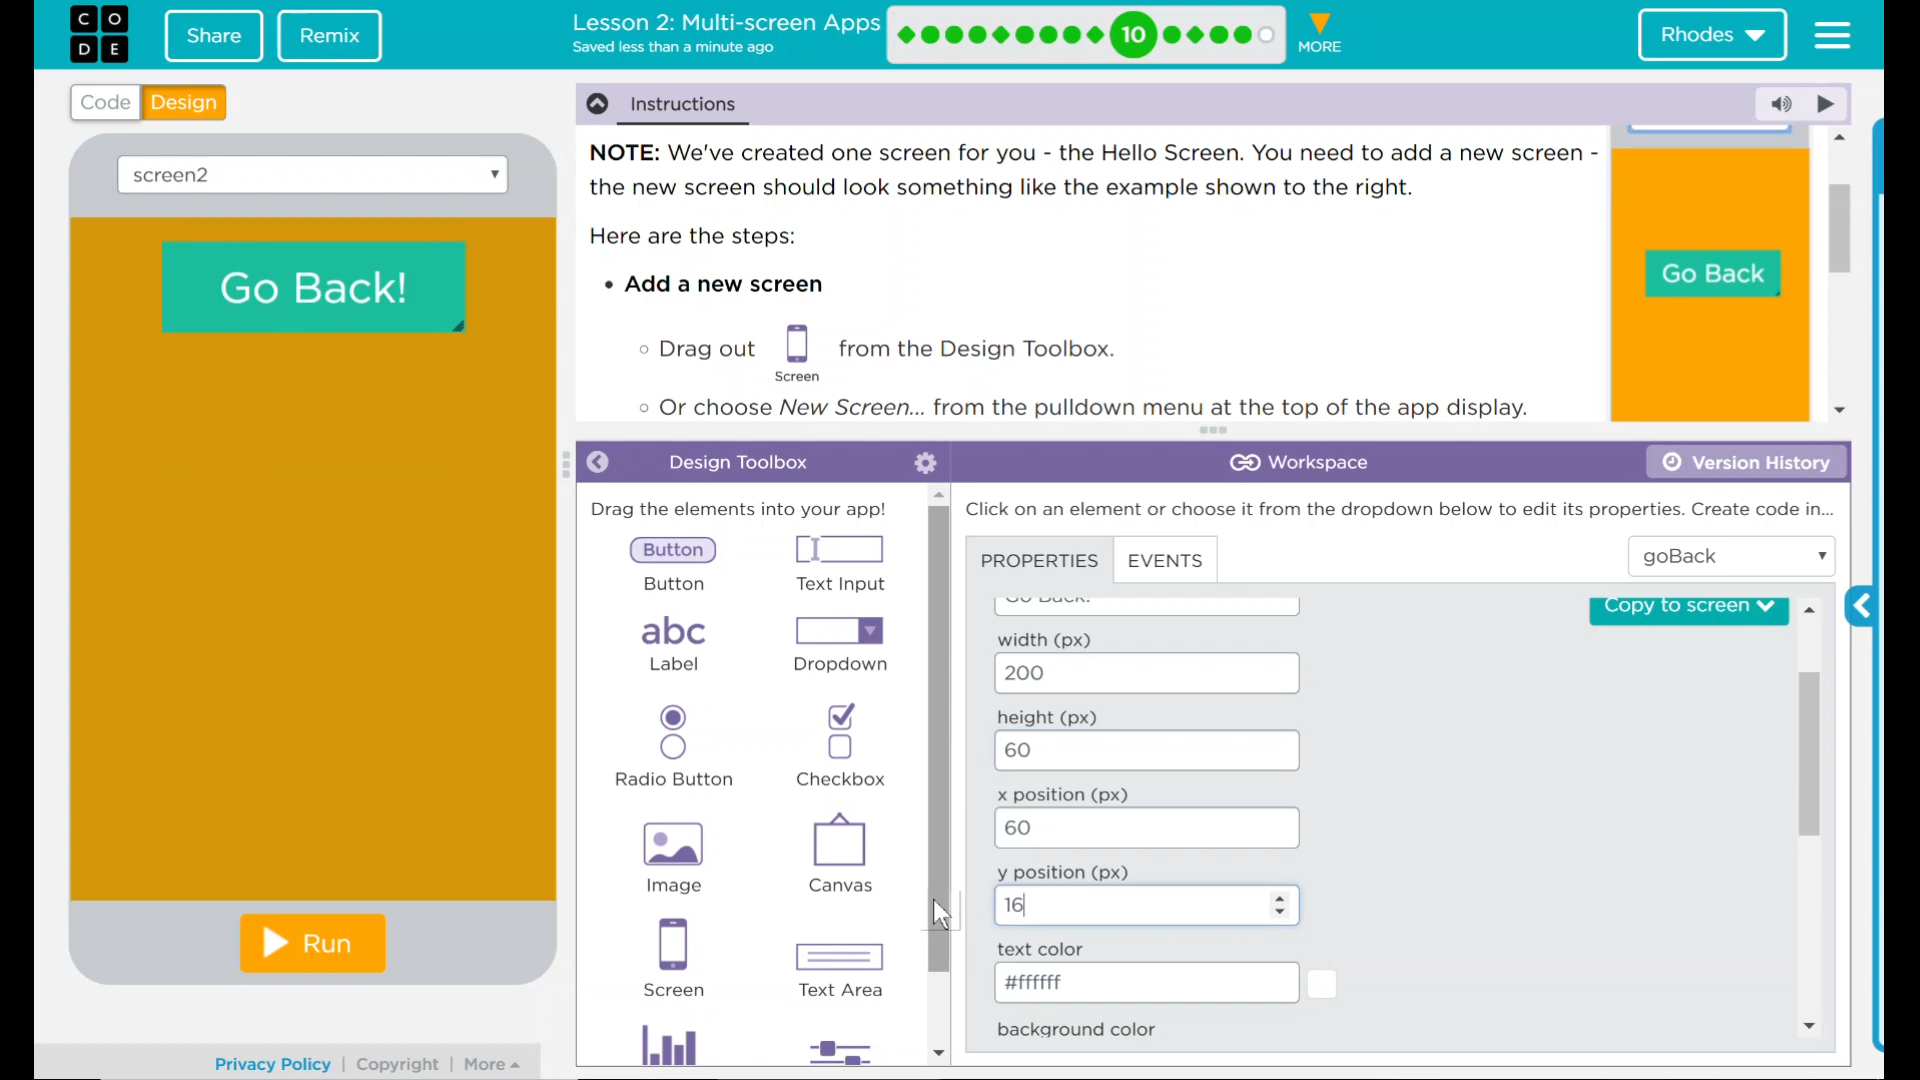 CODE
Share
Remix
Lesson 2: Multi-screen Apps
Saved less than a minute ago
10
MORE
Rhodes
Code
Design
screen2
Go Back!
Run
Privacy Policy | Copyright | More
Instructions
NOTE: We've created one screen for you - the Hello Screen. You need to add a new screen -
the new screen should look something like the example shown to the right.
Here are the steps:
• Add a new screen
Drag out Screen from the Design Toolbox.
Or choose New Screen... from the pulldown menu at the top of the app display.
Go Back
Design Toolbox
Workspace
Version History
Drag the elements into your app!
Button
Button
Text Input
abc
Label
Dropdown
Radio Button
Checkbox
Image
Canvas
Screen
Text Area
Click on an element or choose it from the dropdown below to edit its properties. Create code in...
PROPERTIES
EVENTS
goBack
Go Back!
Copy to screen
width (px)
200
height (px)
60
x position (px)
60
y position (px)
16
text color
#ffffff
background color